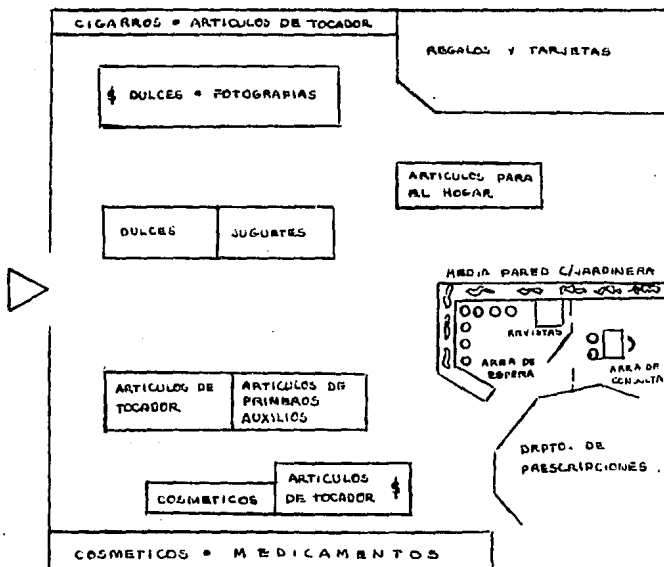 CIGARROS • ARTICULOS DE TOCADOR
REGALOS Y TARJETAS
$ DULCES • FOTOGRAFIAS
ARTICULOS PARA
EL HOGAR
DULCES
JUGUETES
MEDIA PARED C/JARDINERA
REVISTAS
AREA DE
ESPERA
AREA DE
CONSULTA
ARTICULOS DE
TOCADOR
ARTICULOS DE
PRIMEROS
AUXILIOS
DEPTO. DE
PRESCRIPCIONES.
COSMETICOS
ARTICULOS
DE TOCADOR $
COSMETICOS • MEDICAMENTOS